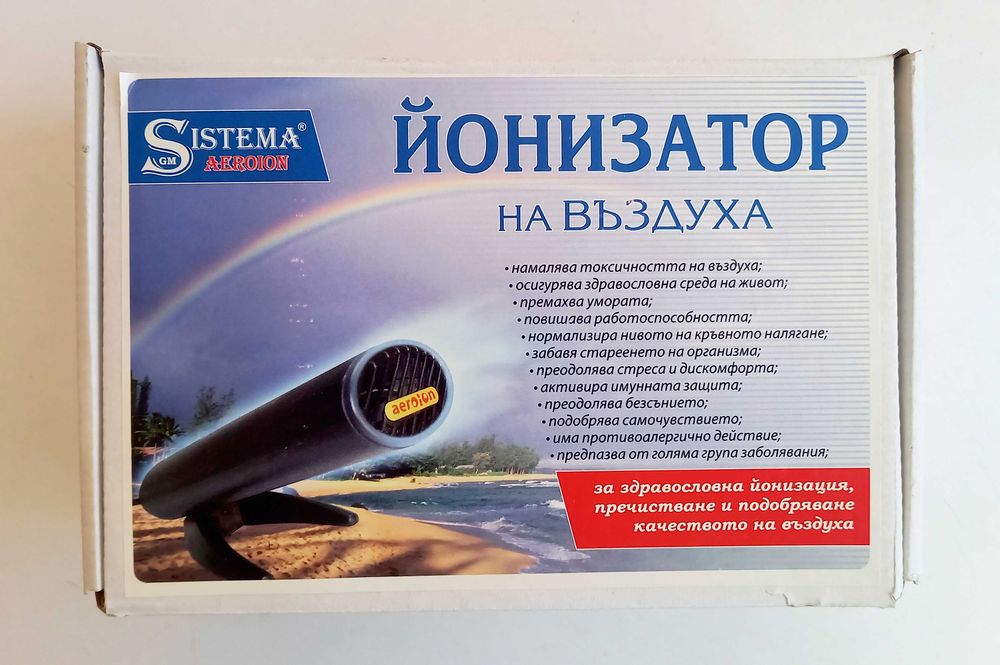 SISTEMA®
GM
AEROION
ЙОНИЗАТОР
НА ВЪЗДУХА
• намалява токсичността на въздуха;
• осигурява здравословна среда на живот;
• премахва умората;
• повишава работоспособността;
• нормализира нивото на кръвното налягане;
• забавя стареенето на организма;
• преодолява стреса и дискомфорта;
• активира имунната защита;
• преодолява безсънието;
• подобрява самочувствието;
• има противоалергично действие;
• предпазва от голяма група заболявания;
aeroion
за здравословна йонизация,
пречистване и подобряване
качеството на въздуха